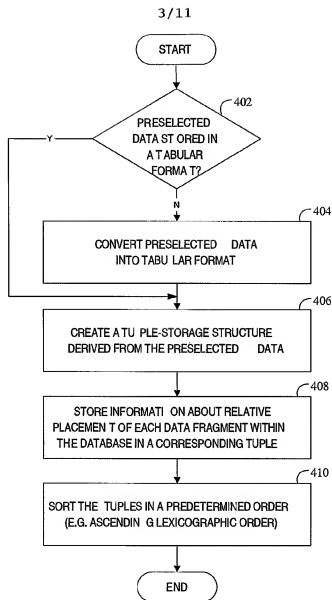 3/11
START
402
PRESELECTED
DATA ST ORED IN
A T ABULAR
FORMA T?
Y
N
404
CONVERT PRESELECTED DATA
INTO TABU LAR FORMAT
406
CREATE A TU PLE-STORAGE STRUCTURE
DERIVED FROM THE PRESELECTED DATA
408
STORE INFORMATI ON ABOUT RELATIVE
PLACEMEN T OF EACH DATA FRAGMENT WITHIN
THE DATABASE IN A CORRESPONDING TUPLE
410
SORT THE TUPLES IN A PREDETERMINED ORDER
(E.G. ASCENDIN G LEXICOGRAPHIC ORDER)
END